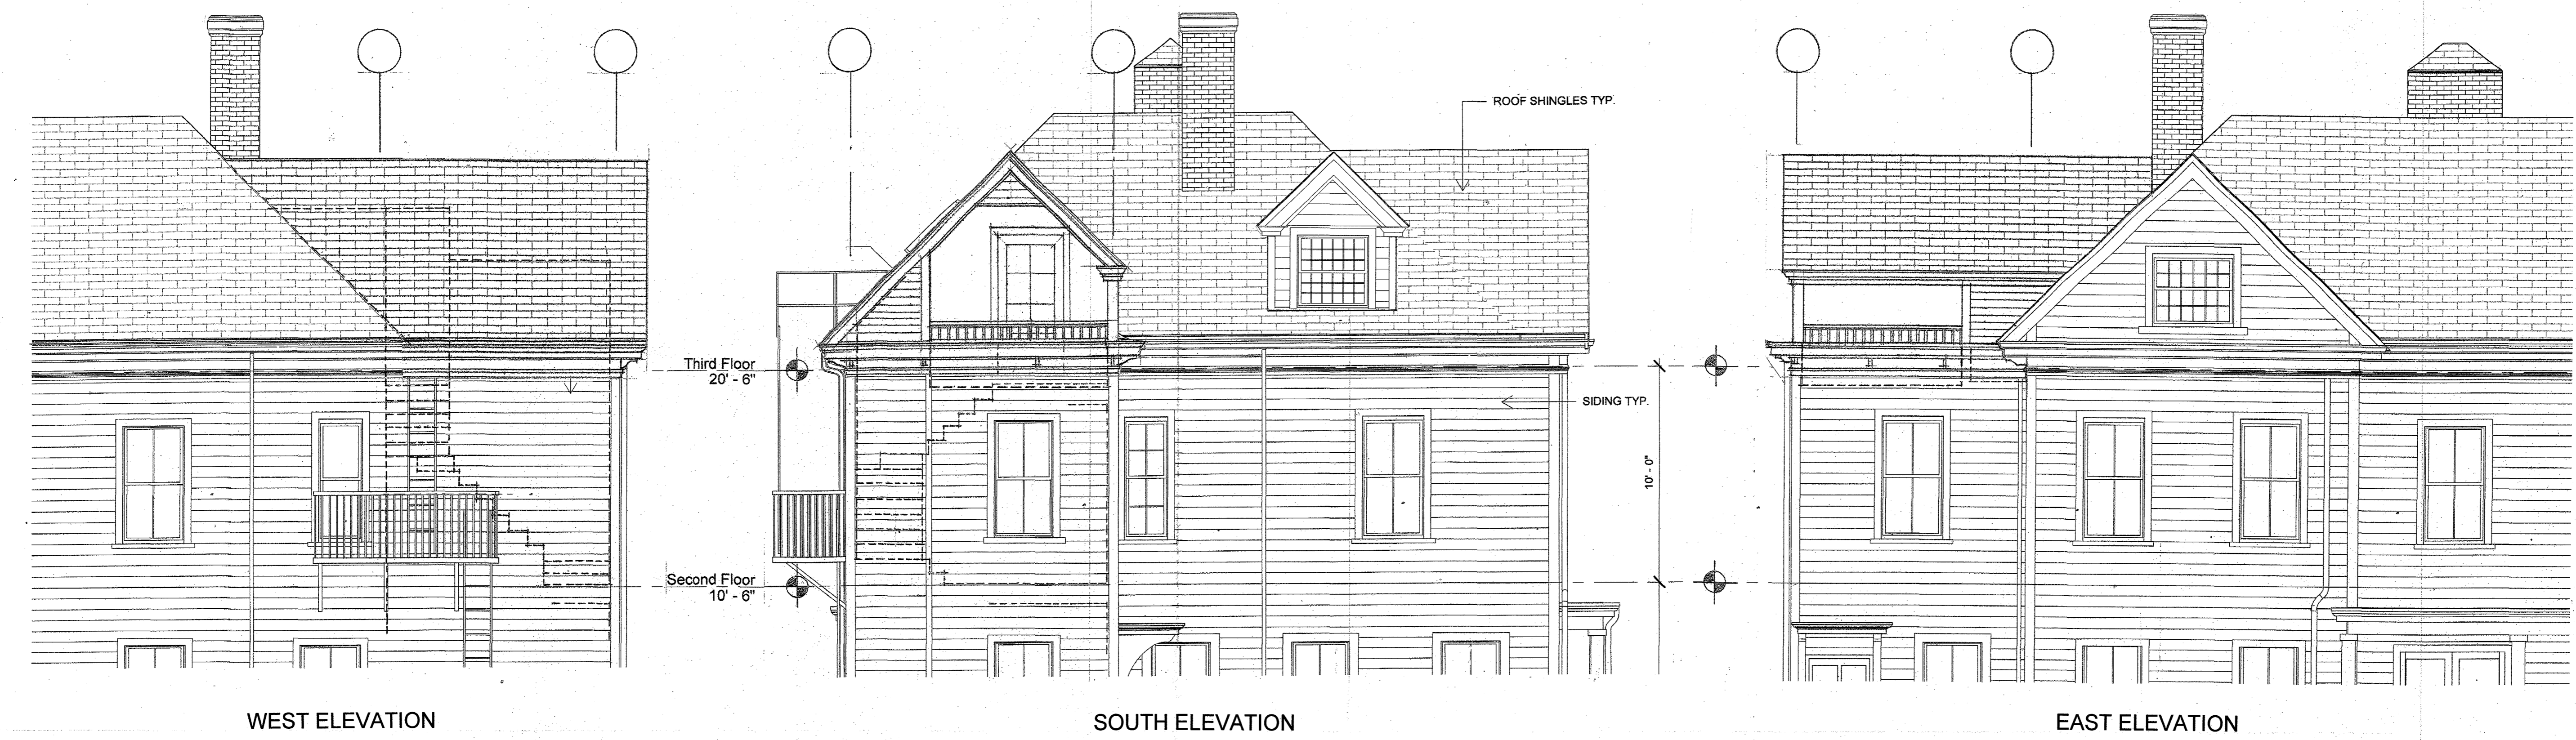 ROOF SHINGLES TYP.
Third Floor
20' - 6"
SIDING TYP.
10' - 0"
Second Floor
10' - 6"
WEST ELEVATION
SOUTH ELEVATION
EAST ELEVATION